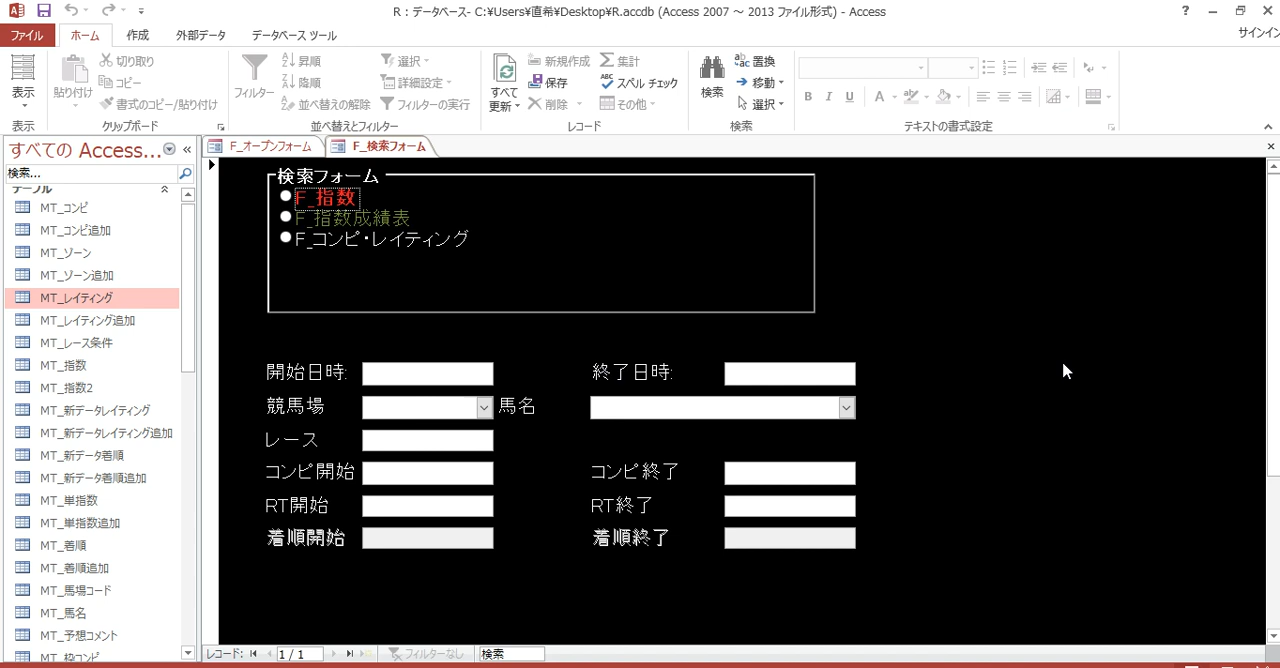 R : データベース- C:¥Users¥直希¥Desktop¥R.accdb (Access 2007 ～ 2013 ファイル形式) - Access
ファイル ホーム 作成 外部データ データベース ツール サインイン
表示
表示
貼り付け
切り取り
コピー
書式のコピー/貼り付け
クリップボード
フィルター
昇順
降順
並べ替えの解除
選択
詳細設定
フィルターの実行
並べ替えとフィルター
すべて
更新
新規作成
保存
削除
集計
スペル チェック
その他
レコード
検索
置換
移動
選択
検索
B I U A
テキストの書式設定
すべての Access...
検索...
テーブル
MT_コンピ
MT_コンピ追加
MT_ゾーン
MT_ゾーン追加
MT_レイティング
MT_レイティング追加
MT_レース条件
MT_指数
MT_指数2
MT_新データレイティング
MT_新データレイティング追加
MT_新データ着順
MT_新データ着順追加
MT_単指数
MT_単指数追加
MT_着順
MT_着順追加
MT_馬場コード
MT_馬名
MT_予想コメント
MT_枠コンピ
F_オープンフォーム F_検索フォーム
検索フォーム
F_指数
F_指数成績表
F_コンピ・レイティング
開始日時: 終了日時:
競馬場 馬名
レース
コンピ開始 コンピ終了
RT開始 RT終了
着順開始 着順終了
レコード: 1 / 1 フィルターなし 検索